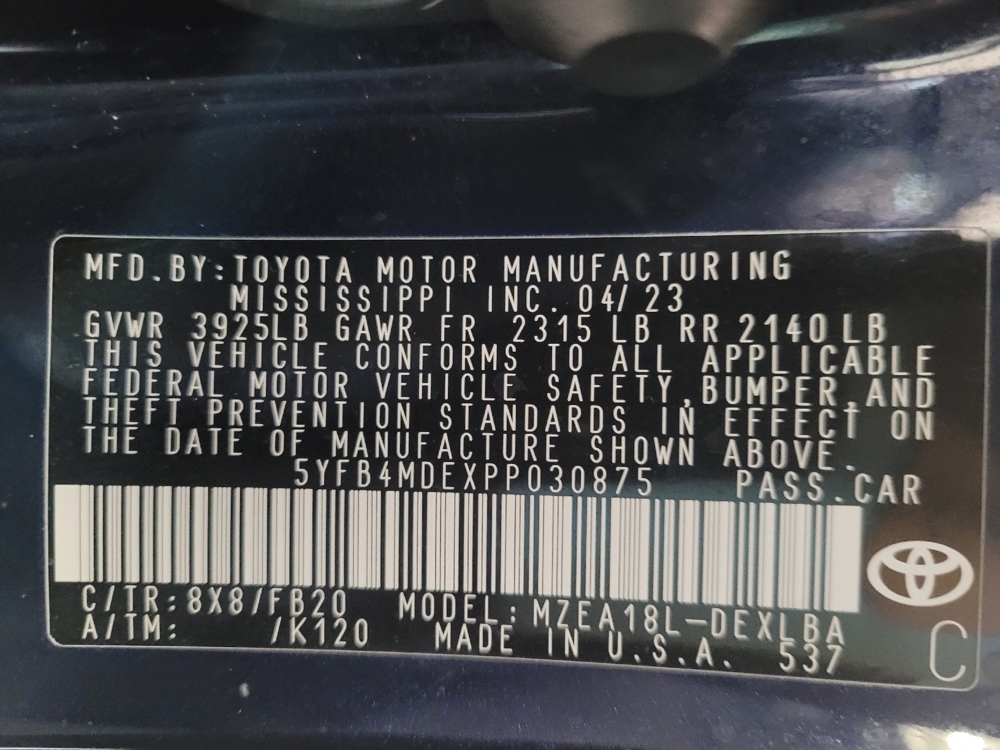 MFD.BY:TOYOTA MOTOR MANUFACTURING
MISSISSIPPI INC. 04/23
GVWR 3925LB GAWR FR 2315 LB RR 2140 LB
THIS VEHICLE CONFORMS TO ALL APPLICABLE
FEDERAL MOTOR VEHICLE SAFETY,BUMPER,AND
THEFT PREVENTION STANDARDS IN EFFECT ON
THE DATE OF MANUFACTURE SHOWN ABOVE.
5YFB4MDEXPP030875 PASS.CAR
C/TR:8X8/FB20 MODEL:MZEA18L-DEXLBA
A/TM: /K120 MADE IN U.S.A. 537
C